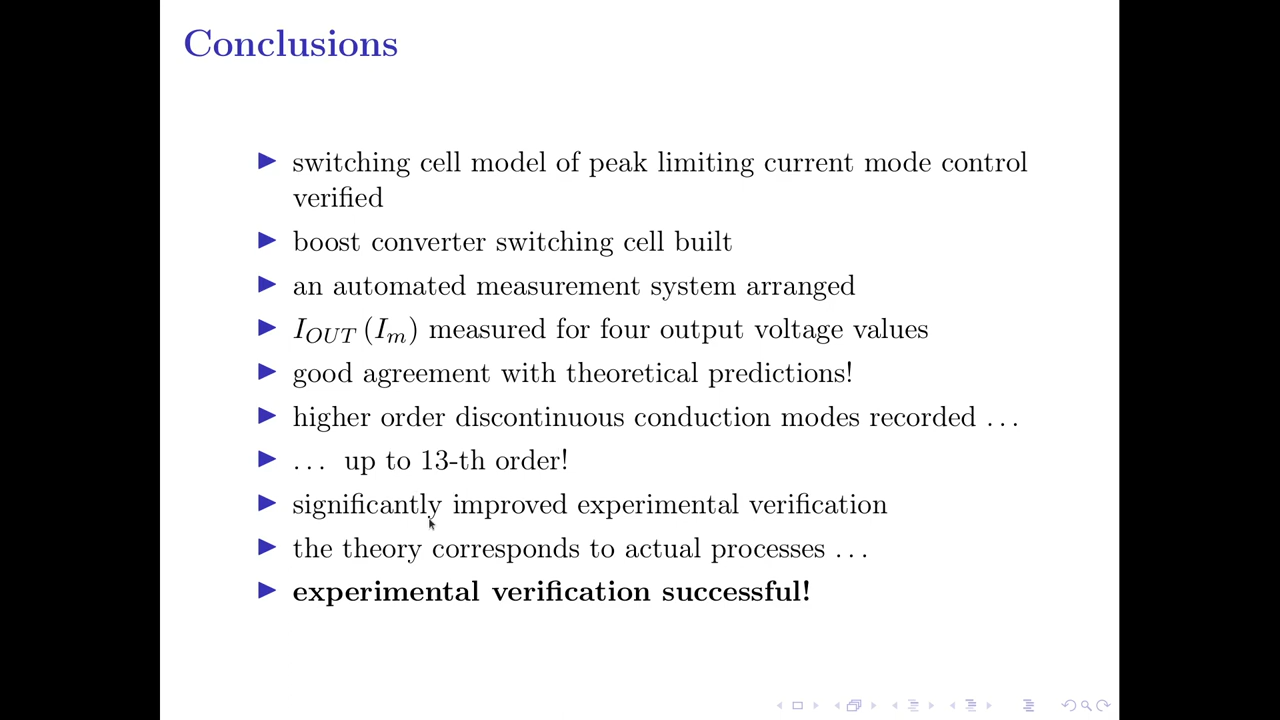 Conclusions
switching cell model of peak limiting current mode control
verified
boost converter switching cell built
an automated measurement system arranged
I_{OUT} (I_m) measured for four output voltage values
good agreement with theoretical predictions!
higher order discontinuous conduction modes recorded ...
... up to 13-th order!
significantly improved experimental verification
the theory corresponds to actual processes ...
experimental verification successful!